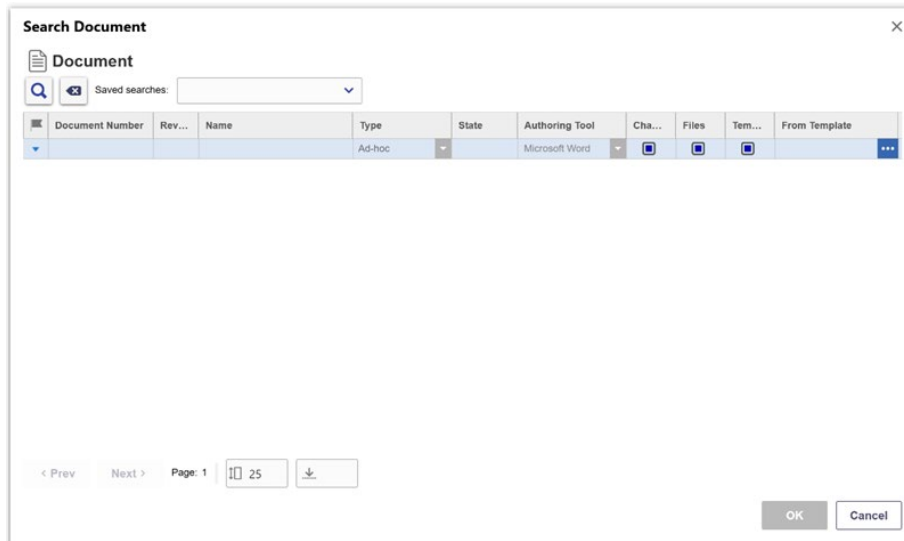 Search Document
Document
Saved searches:
Document Number Rev... Name Type State Authoring Tool Cha... Files Tem... From Template
Ad-hoc Microsoft Word
< Prev Next > Page: 1 25
OK Cancel